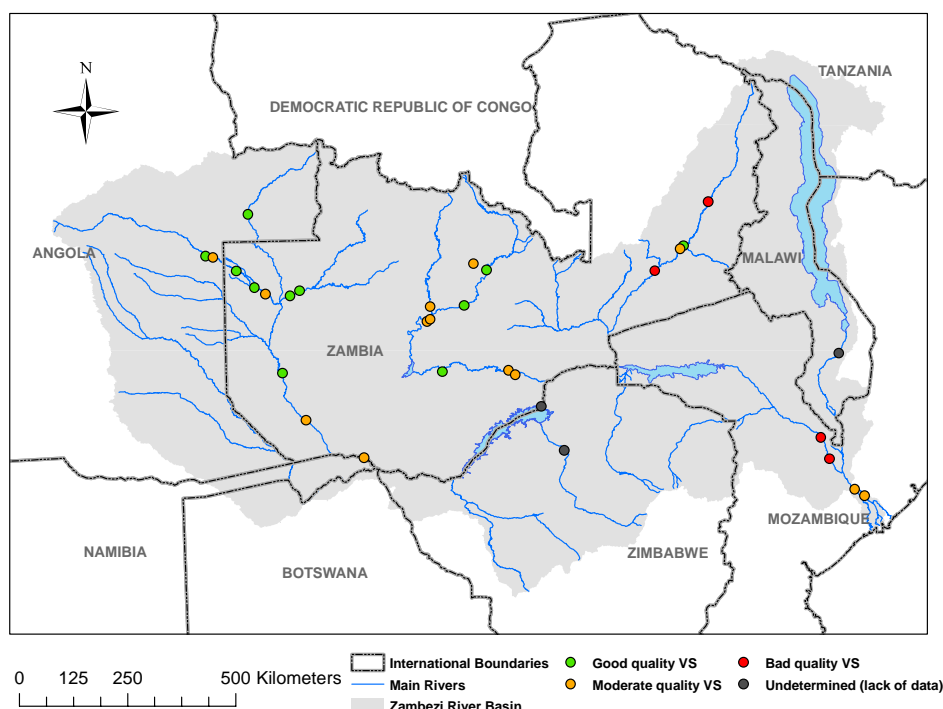 TANZANIA
N
DEMOCRATIC REPUBLIC OF CONGO
ANGOLA
MALAWI
ZAMBIA
MOZAMBIQUE
NAMIBIA
ZIMBABWE
BOTSWANA
International Boundaries
Good quality VS
Bad quality VS
0 125 250 500 Kilometers
Main Rivers
Moderate quality VS
Undetermined (lack of data)
Zambezi River Basin